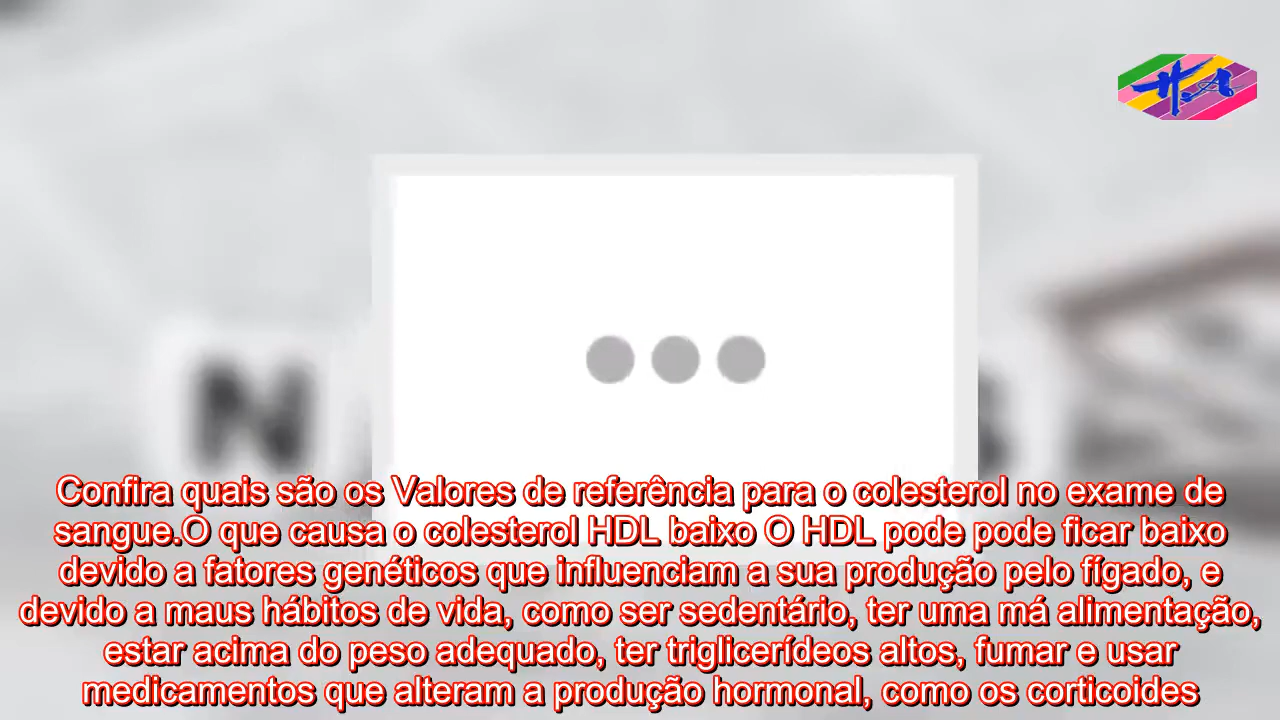 HA
N
Confira quais são os Valores de referência para o colesterol no exame de
sangue.O que causa o colesterol HDL baixo O HDL pode pode ficar baixo
devido a fatores genéticos que influenciam a sua produção pelo fígado, e
devido a maus hábitos de vida, como ser sedentário, ter uma má alimentação,
estar acima do peso adequado, ter triglicerídeos altos, fumar e usar
medicamentos que alteram a produção hormonal, como os corticoides